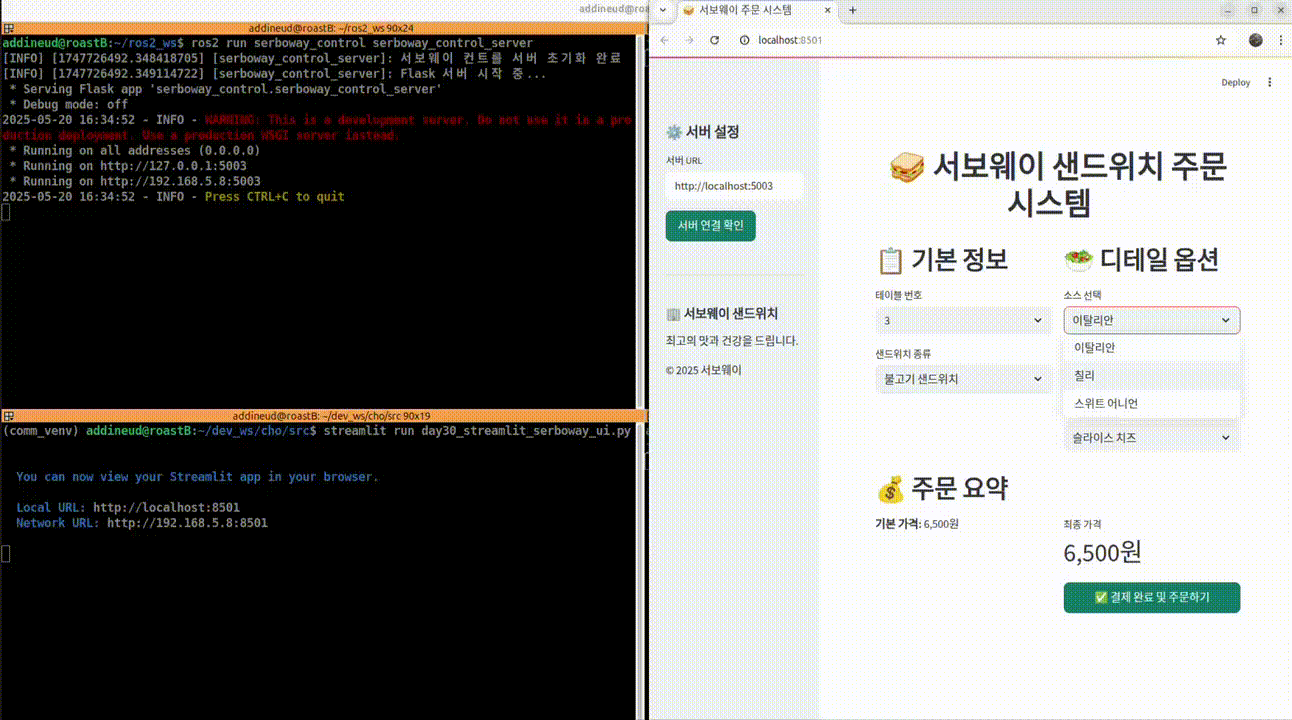 addineud@roa
addineud@roastB: ~/ros2_ws 90x24
addineud@roastB:~/ros2_ws$ ros2 run serboway_control serboway_control_server
[INFO] [1747726492.348418705] [serboway_control_server]: 서보웨이 컨트롤 서버 초기화 완료
[INFO] [1747726492.349114722] [serboway_control_server]: Flask 서버 시작 중...
* Serving Flask app 'serboway_control.serboway_control_server'
* Debug mode: off
2025-05-20 16:34:52 - INFO - WARNING: This is a development server. Do not use it in a pro
duction deployment. Use a production WSGI server instead.
* Running on all addresses (0.0.0.0)
* Running on http://127.0.0.1:5003
* Running on http://192.168.5.8:5003
2025-05-20 16:34:52 - INFO - Press CTRL+C to quit
addineud@roastB: ~/dev_ws/cho/src 90x19
(comm_venv) addineud@roastB:~/dev_ws/cho/src$ streamlit run day30_streamlit_serboway_ui.py
You can now view your Streamlit app in your browser.
Local URL: http://localhost:8501
Network URL: http://192.168.5.8:8501
서보웨이 주문 시스템
localhost:8501
Deploy
⚙️ 서버 설정
서버 URL
http://localhost:5003
서버 연결 확인
🏢 서보웨이 샌드위치
최고의 맛과 건강을 드립니다.
© 2025 서보웨이
🥪 서보웨이 샌드위치 주문
시스템
📋 기본 정보
테이블 번호
3
샌드위치 종류
불고기 샌드위치
🥗 디테일 옵션
소스 선택
이탈리안
이탈리안
칠리
스위트 어니언
슬라이스 치즈
💰 주문 요약
기본 가격: 6,500원
최종 가격
6,500원
✅ 결제 완료 및 주문하기